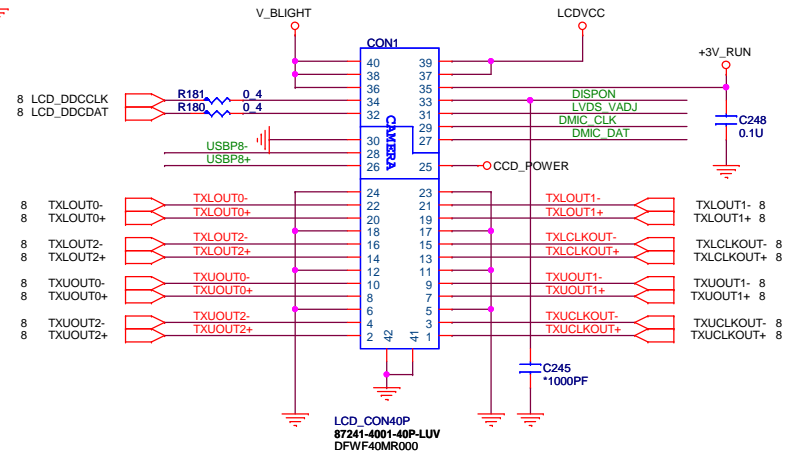 V_BLIGHT
LCDVCC
CON1
+3V_RUN
40 39
38 37
36 35
8 LCD_DDCCLK R181 0_4 34 33 DISPON
8 LCD_DDCDAT R180 0_4 32 31 LVDS_VADJ
29 DMIC_CLK
30 27 DMIC_DAT
C248
0.1U
CAMERA
USBP8- 28
USBP8+ 26 25 CCD_POWER
24 23
8 TXLOUT0- TXLOUT0- 22 21 TXLOUT1- TXLOUT1- 8
8 TXLOUT0+ TXLOUT0+ 20 19 TXLOUT1+ TXLOUT1+ 8
18 17
8 TXLOUT2- TXLOUT2- 16 15 TXLCLKOUT- TXLCLKOUT- 8
8 TXLOUT2+ TXLOUT2+ 14 13 TXLCLKOUT+ TXLCLKOUT+ 8
12 11
8 TXUOUT0- TXUOUT0- 10 9 TXUOUT1- TXUOUT1- 8
8 TXUOUT0+ TXUOUT0+ 8 7 TXUOUT1+ TXUOUT1+ 8
6 5
8 TXUOUT2- TXUOUT2- 4 3 TXUCLKOUT- TXUCLKOUT- 8
8 TXUOUT2+ TXUOUT2+ 2 1 TXUCLKOUT+ TXUCLKOUT+ 8
42 41
C245
*1000PF
LCD_CON40P
87241-4001-40P-LUV
DFWF40MR000